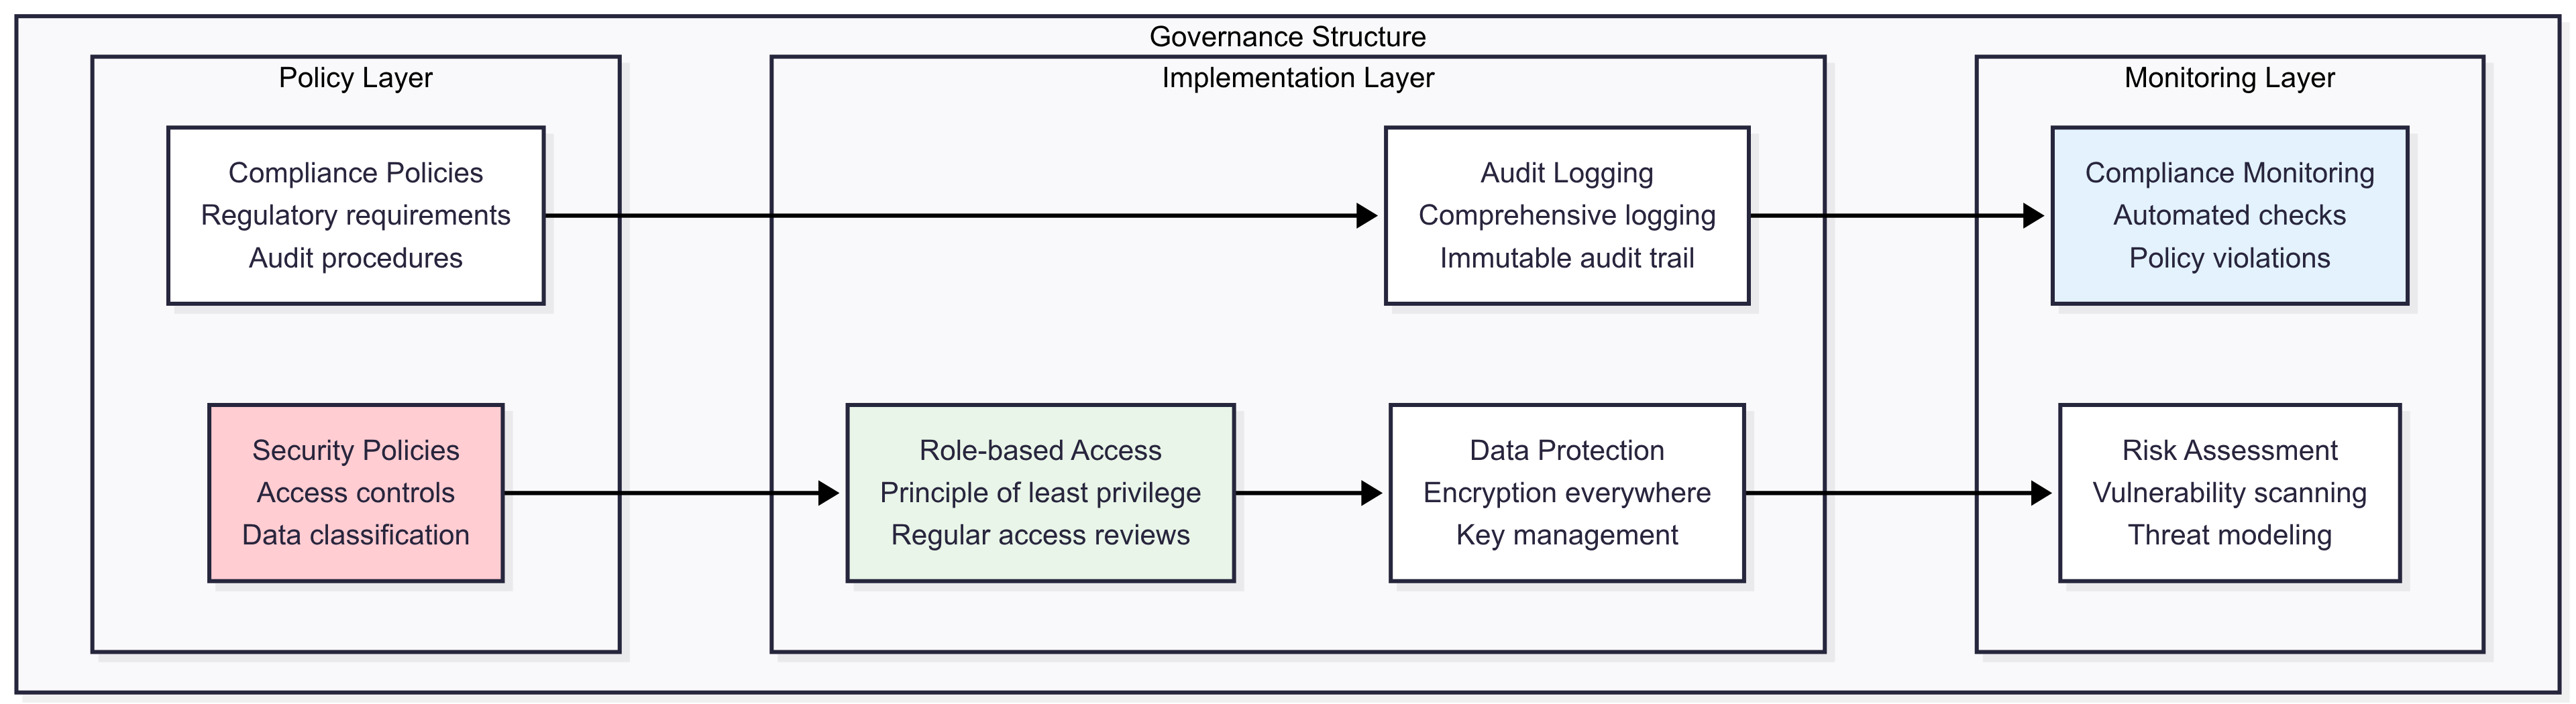 Governance Structure
Policy Layer
Compliance Policies
Regulatory requirements
Audit procedures
Security Policies
Access controls
Data classification
Implementation Layer
Audit Logging
Comprehensive logging
Immutable audit trail
Role-based Access
Principle of least privilege
Regular access reviews
Data Protection
Encryption everywhere
Key management
Monitoring Layer
Compliance Monitoring
Automated checks
Policy violations
Risk Assessment
Vulnerability scanning
Threat modeling